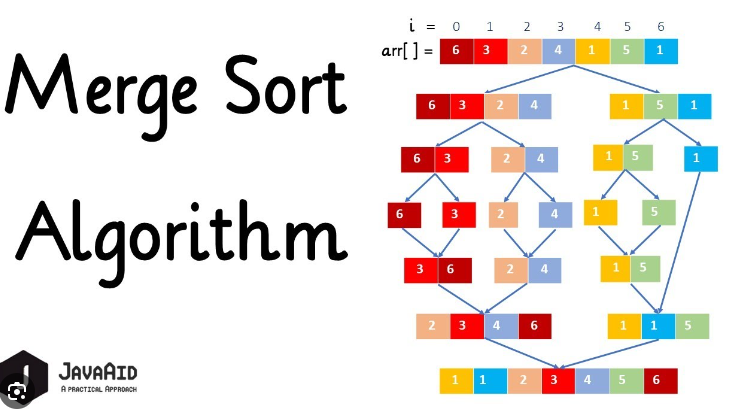 Merge Sort
Algorithm
i = 0 1 2 3 4 5 6
arr[ ] = 6 3 2 4 1 5 1
6 3 2 4 1 5 1
6 3 2 4 1 5 1
6 3 2 4 1 5
3 6 2 4 1 5
2 3 4 6 1 1 5
1 1 2 3 4 5 6
JAVAAID
A PRACTICAL APPROACH